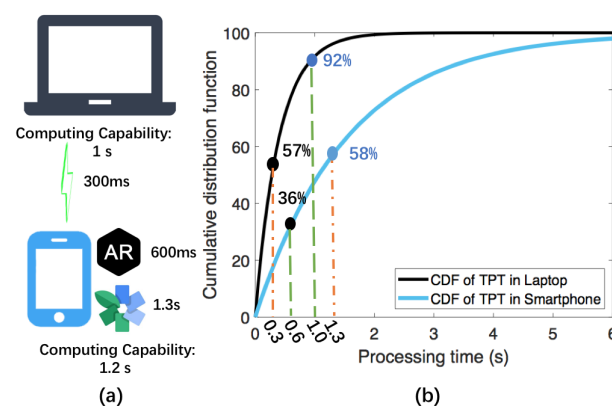 Computing Capability:
1 s
300ms
AR
600ms
1.3s
Computing Capability:
1.2 s
(a)
Cumulative distribution function
100
80
60
40
20
0
92%
57%
58%
36%
CDF of TPT in Laptop
CDF of TPT in Smartphone
0
0.3
0.6
1.0
1.3
2
3
4
5
6
Processing time (s)
(b)